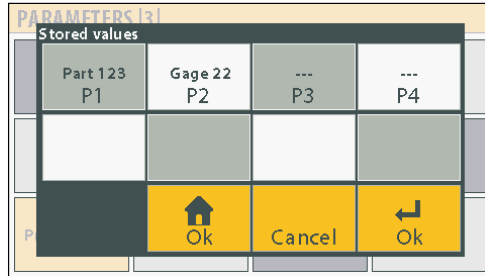 PARAMETERS [3]
Stored values
Part 123
P1
Gage 22
P2
---
P3
---
P4
Ok
Cancel
Ok